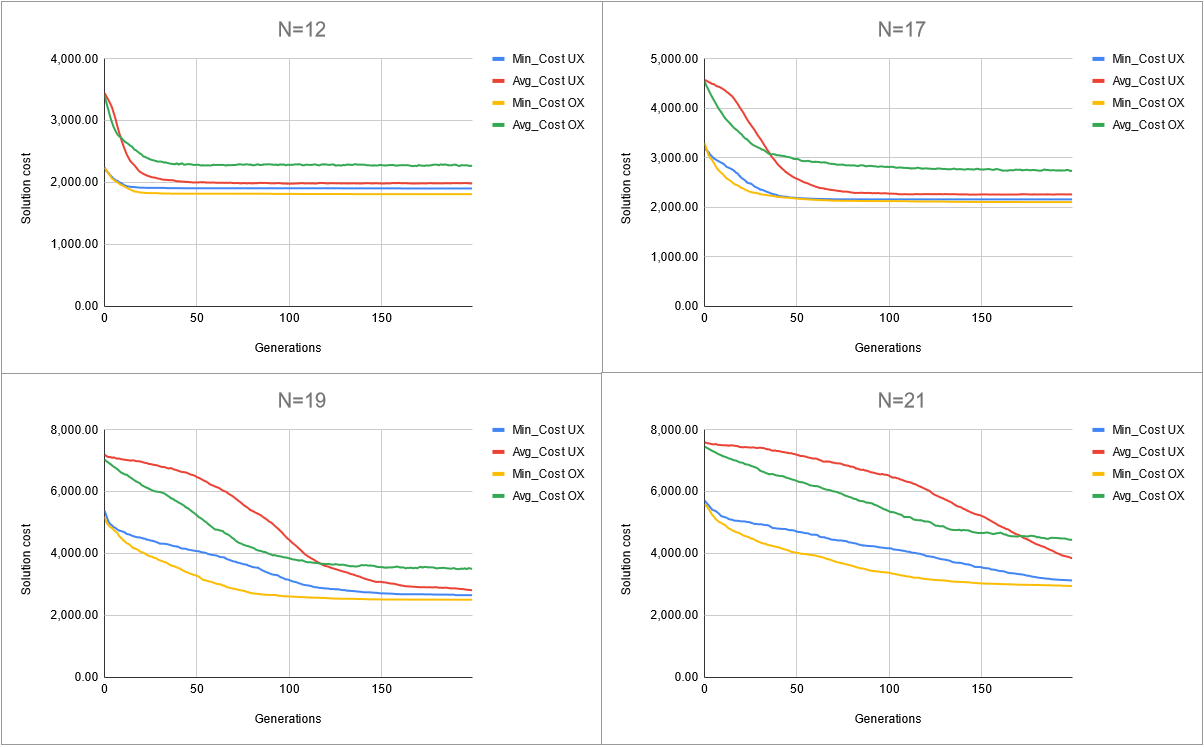 N=12
4,000.00
3,000.00
2,000.00
1,000.00
0.00
Solution cost
0
50
100
150
Generations
Min_Cost UX
Avg_Cost UX
Min_Cost OX
Avg_Cost OX
N=17
5,000.00
4,000.00
3,000.00
2,000.00
1,000.00
0.00
Solution cost
0
50
100
150
Generations
Min_Cost UX
Avg_Cost UX
Min_Cost OX
Avg_Cost OX
N=19
8,000.00
6,000.00
4,000.00
2,000.00
0.00
Solution cost
0
50
100
150
Generations
Min_Cost UX
Avg_Cost UX
Min_Cost OX
Avg_Cost OX
N=21
8,000.00
6,000.00
4,000.00
2,000.00
0.00
Solution cost
0
50
100
150
Generations
Min_Cost UX
Avg_Cost UX
Min_Cost OX
Avg_Cost OX